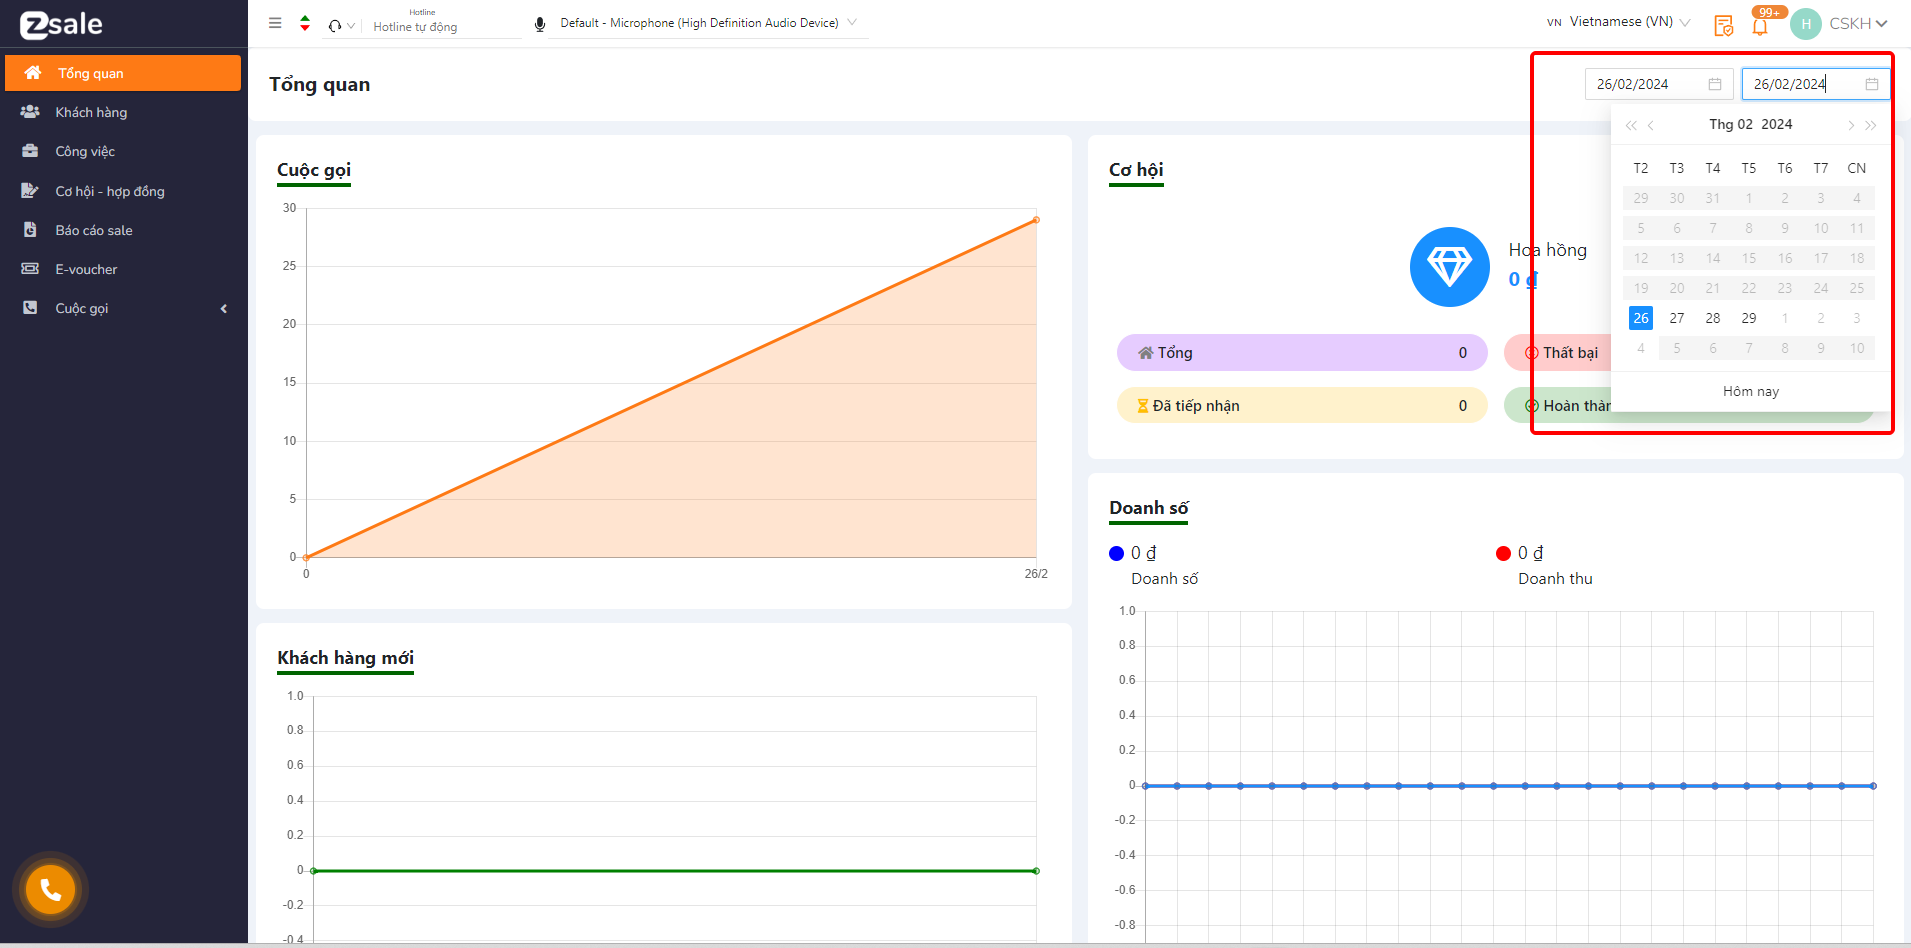 zsale
Tổng quan
Khách hàng
Công việc
Cơ hội - hợp đồng
Báo cáo sale
E-voucher
Cuộc gọi
Hotline
Hotline tự động
Default - Microphone (High Definition Audio Device)
VN Vietnamese (VN)
99+
H
CSKH
Tổng quan
26/02/2024
26/02/2024
Thg 02 2024
T2 T3 T4 T5 T6 T7 CN
29 30 31 1 2 3 4
5 6 7 8 9 10 11
12 13 14 15 16 17 18
19 20 21 22 23 24 25
26 27 28 29 1 2 3
4 5 6 7 8 9 10
Hôm nay
Cuộc gọi
30
25
20
15
10
5
0
0 26/2
Cơ hội
Hoa hồng
0 ₫
Tổng 0
Thất bại
Đã tiếp nhận 0
Hoàn thàn
Doanh số
0 ₫
Doanh số
0 ₫
Doanh thu
1.0
0.8
0.6
0.4
0.2
0
-0.2
-0.4
-0.6
-0.8
Khách hàng mới
1.0
0.8
0.6
0.4
0.2
0
-0.2
-0.4